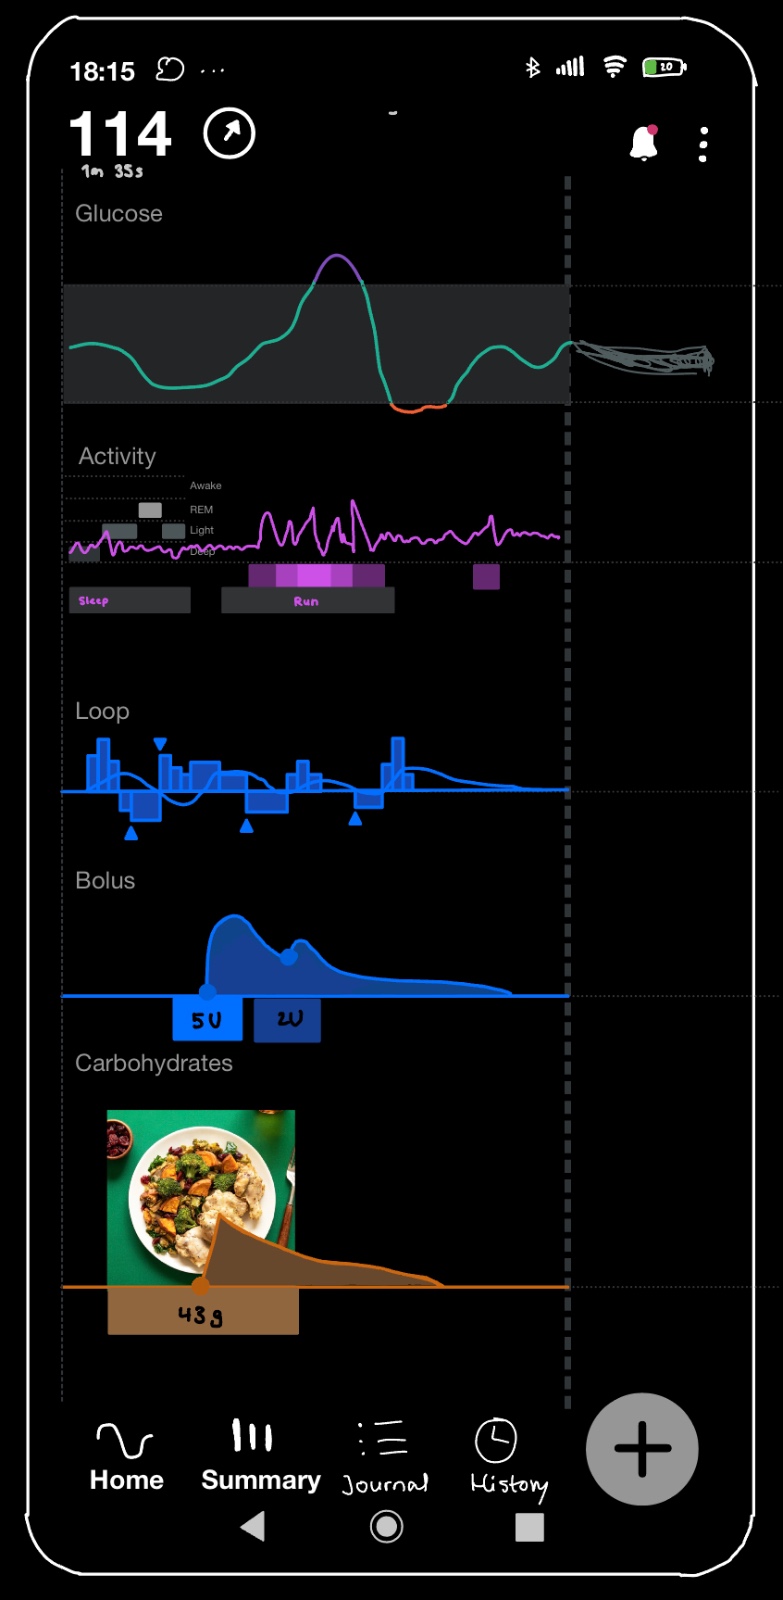 18:15 ... 20
114
1m 35s
Glucose
Activity
Awake
REM
Light
Deep
Sleep Run
Loop
Bolus
5U 2U
Carbohydrates
43g
Home Summary Journal History